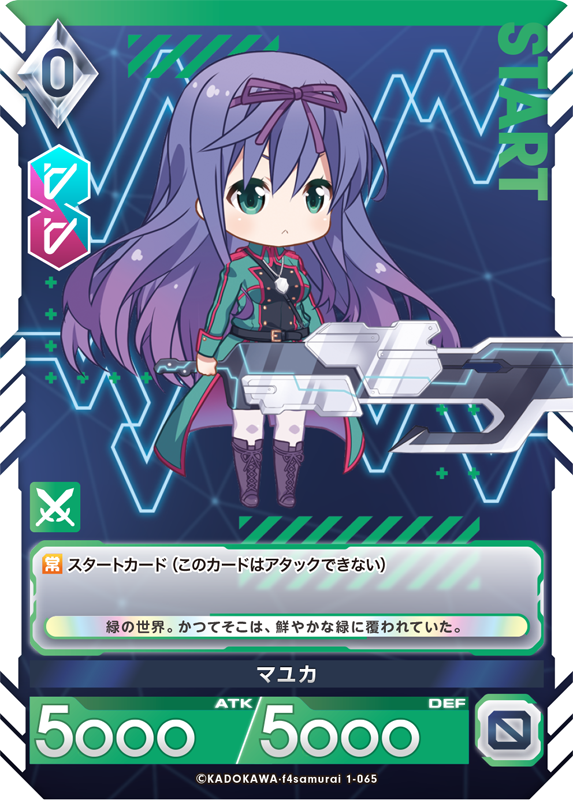 0
START
常 スタートカード（このカードはアタックできない）
緑の世界。かつてそこは、鮮やかな緑に覆われていた。
マユカ
5000 ATK / 5000 DEF
©KADOKAWA·f4samurai 1-065